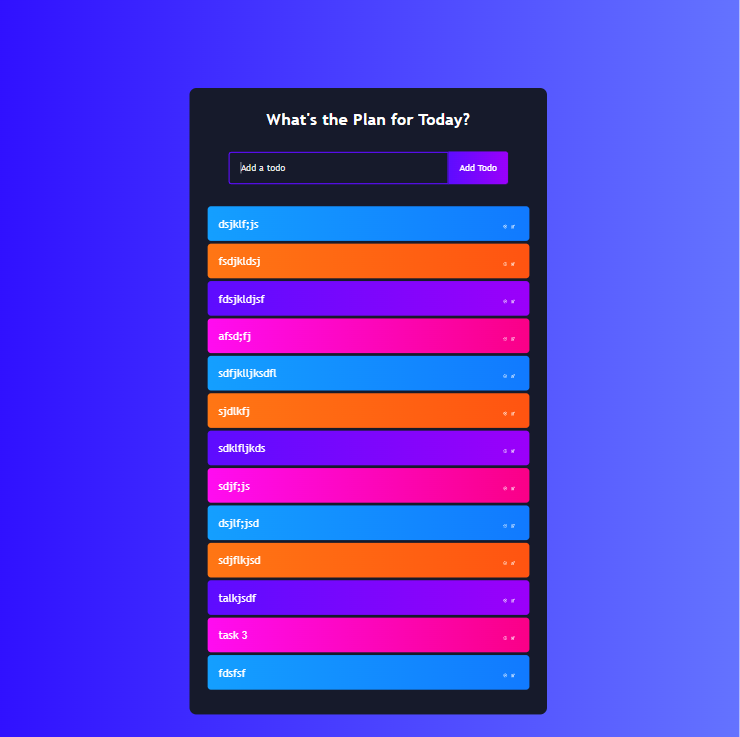 What's the Plan for Today?
Add a todo
Add Todo
dsjklf;js
fsdjkldsj
fdsjkldjsf
afsd;fj
sdfjklljksdfl
sjdlkfj
sdklfljkds
sdjf;js
dsjlf;jsd
sdjflkjsd
talkjsdf
task 3
fdsfsf